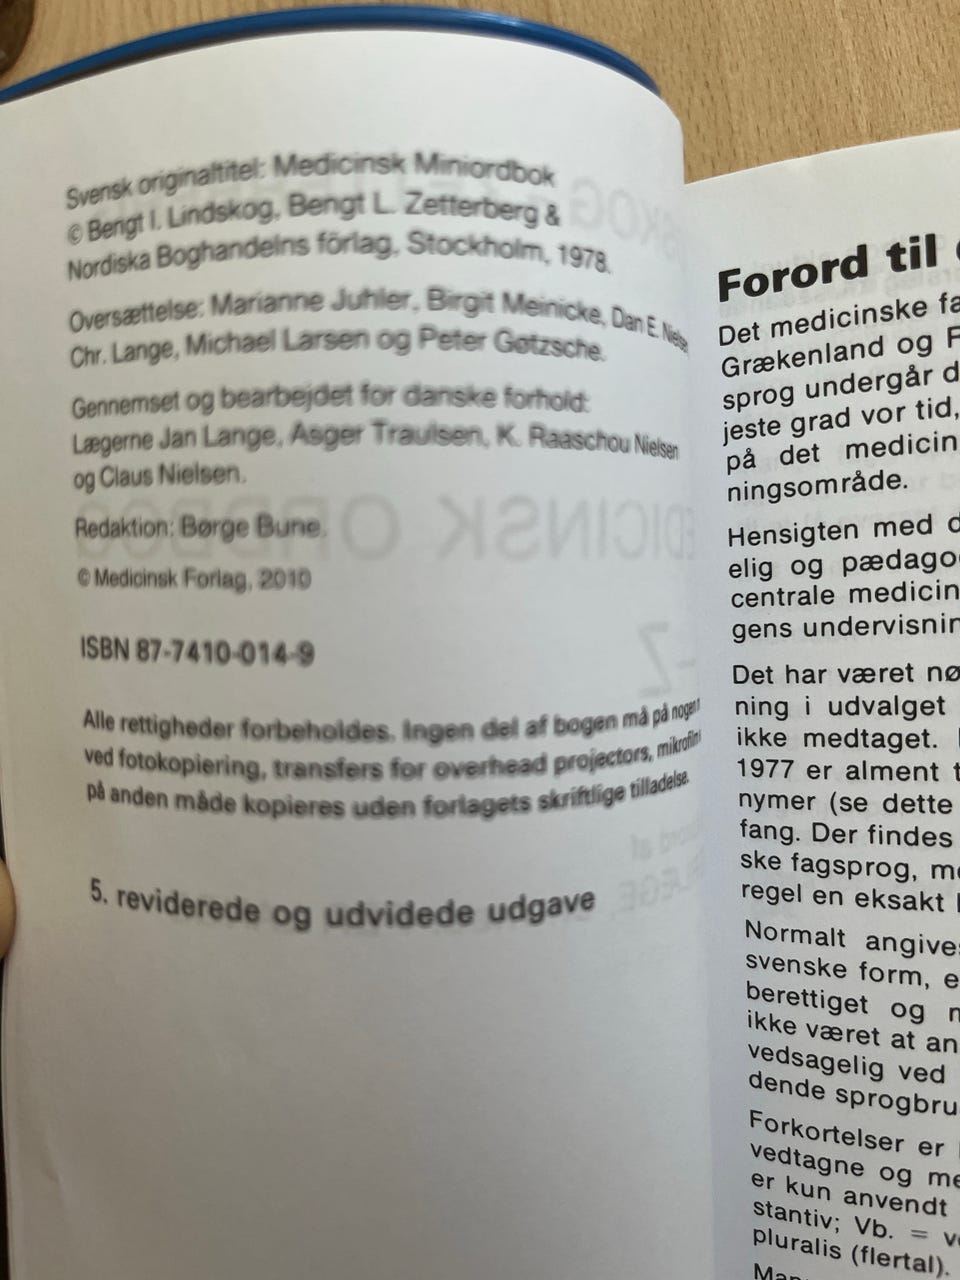 Svensk originaltitel: Medicinsk Miniordbok
© Bengt I. Lindskog, Bengt L. Zetterberg &
Nordiska Boghandelns förlag, Stockholm, 1978.
Oversættelse: Marianne Juhler, Birgit Meinicke, Dan E. Nielsen
Chr. Lange, Michael Larsen og Peter Gøtzsche.
Gennemset og bearbejdet for danske forhold:
Lægerne Jan Lange, Asger Traulsen, K. Raaschou Nielsen
og Claus Nielsen.
Redaktion: Børge Bune.
© Medicinsk Forlag, 2010
ISBN 87-7410-014-9
Alle rettigheder forbeholdes. Ingen del af bogen må på nogen
ved fotokopiering, transfers for overhead projectors, mikrofilm
på anden måde kopieres uden forlagets skriftlige tilladelse.
5. reviderede og udvidede udgave
Forord til
Det medicinske fa
Grækenland og
sprog undergår d
jeste grad vor tid,
på det medicin
ningsområde.
Hensigten med d
elig og pædago
centrale medicin
gens undervisnin
Det har været nø
ning i udvalget
ikke medtaget.
1977 er alment t
nymer (se dette
fang. Der findes
ske fagsprog, me
regel en eksakt
Normalt angives
svenske form, e
berettiget og n
ikke været at an
vedsagelig ved
dende sprogbru
Forkortelser er
vedtagne og me
er kun anvendt
stantiv; Vb. = ve
pluralis (flertal).